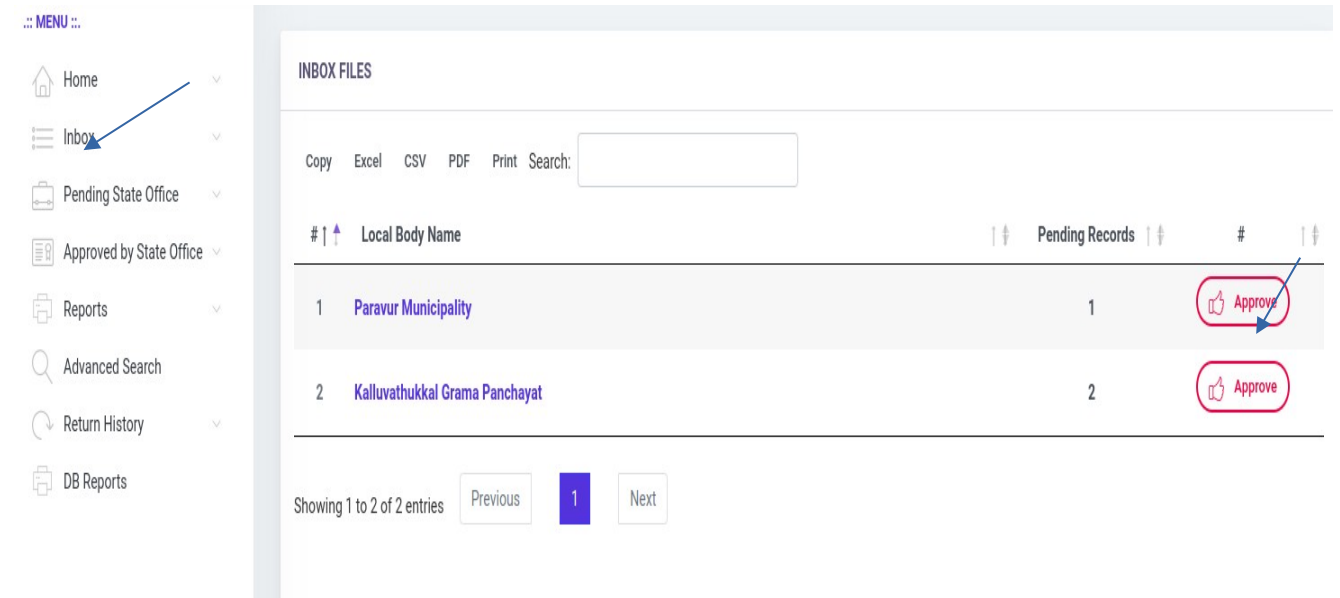 .:: MENU ::.
Home
Inbox
Pending State Office
Approved by State Office
Reports
Advanced Search
Return History
DB Reports
INBOX FILES
Copy Excel CSV PDF Print Search:
# Local Body Name Pending Records #
1 Paravur Municipality 1 Approve
2 Kalluvathukkal Grama Panchayat 2 Approve
Showing 1 to 2 of 2 entries Previous 1 Next